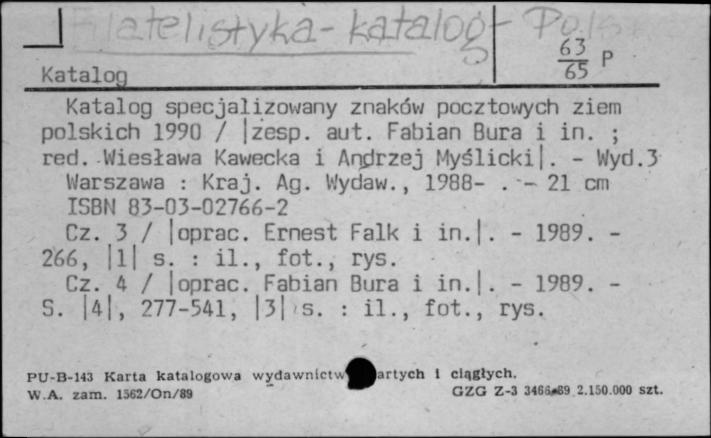 Filatelistyka - katalog - Pols
63
65 P
Katalog
Katalog specjalizowany znaków pocztowych ziem
polskich 1990 / |zesp. aut. Fabian Bura i in. ;
red. Wiesława Kawecka i Andrzej Myślicki|. - Wyd.3
Warszawa : Kraj. Ag. Wydaw., 1988- . - 21 cm
ISBN 83-03-02766-2
Cz. 3 / |oprac. Ernest Falk i in.|. - 1989. -
266, |1| s. : il., fot., rys.
Cz. 4 / |oprac. Fabian Bura i in.|. - 1989. -
S. |4|, 277-541, |3| s. : il., fot., rys.
PU-B-143 Karta katalogowa wydawnictw artych i ciągłych.
W.A. zam. 1562/On/89 GZG Z-3 3466-89 2.150.000 szt.